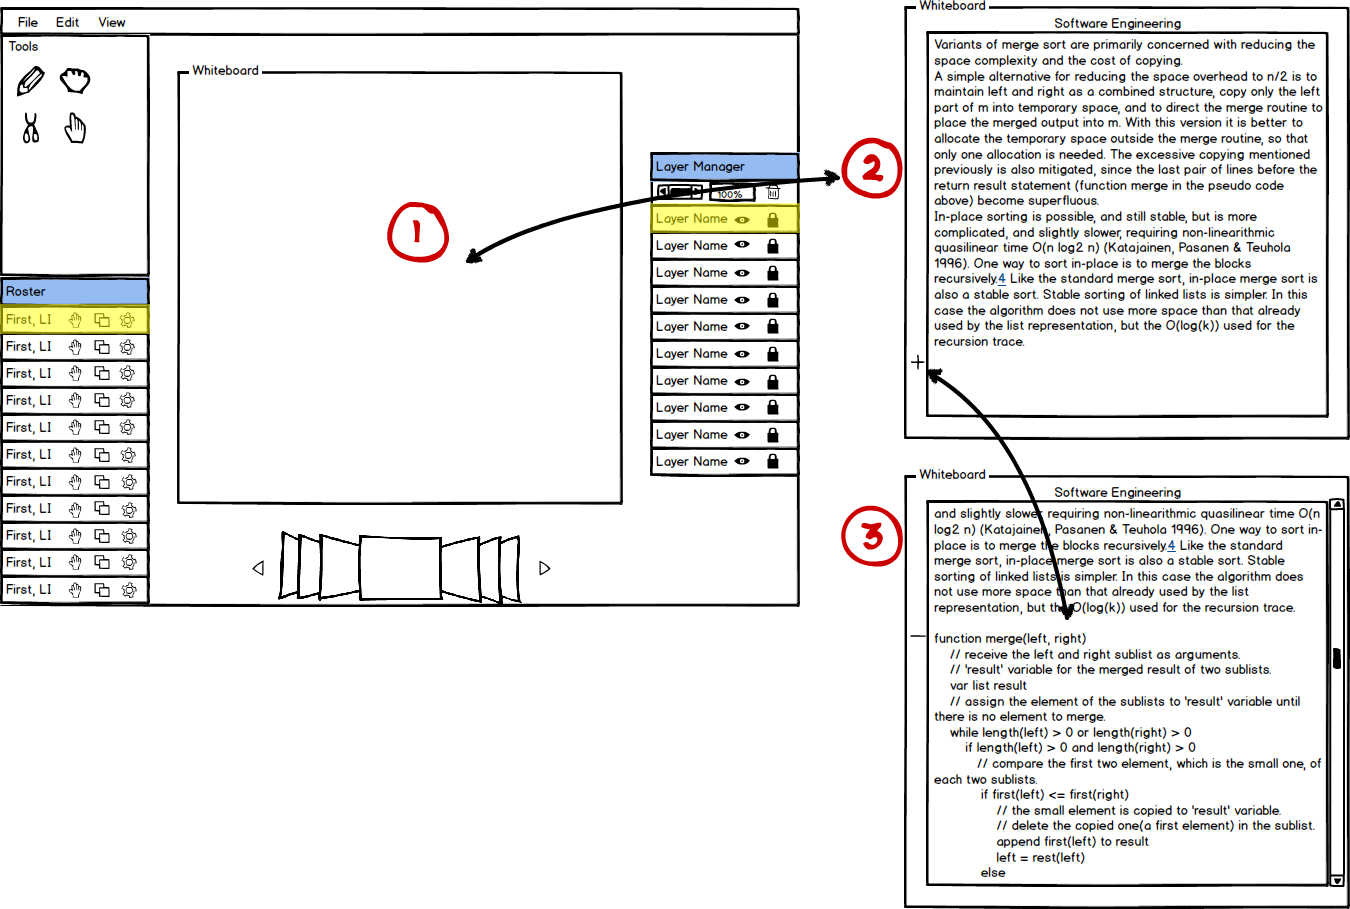 File Edit View
Tools
Whiteboard
1
Layer Manager
100%
Layer Name
Layer Name
Layer Name
Layer Name
Layer Name
Layer Name
Layer Name
Layer Name
Layer Name
Layer Name
Roster
First, LI
First, LI
First, LI
First, LI
First, LI
First, LI
First, LI
First, LI
First, LI
First, LI
First, LI
2
Whiteboard
Software Engineering
Variants of merge sort are primarily concerned with reducing the
space complexity and the cost of copying.
A simple alternative for reducing the space overhead to n/2 is to
maintain left and right as a combined structure, copy only the left
part of m into temporary space, and to direct the merge routine to
place the merged output into m. With this version it is better to
allocate the temporary space outside the merge routine, so that
only one allocation is needed. The excessive copying mentioned
previously is also mitigated, since the last pair of lines before the
return result statement (function merge in the pseudo code
above) become superfluous.
In-place sorting is possible, and still stable, but is more
complicated, and slightly slower, requiring non-linearithmic
quasilinear time O(n log2 n) (Katajainen, Pasanen & Teuhola
1996). One way to sort in-place is to merge the blocks
recursively.4 Like the standard merge sort, in-place merge sort is
also a stable sort. Stable sorting of linked lists is simpler. In this
case the algorithm does not use more space than that already
used by the list representation, but the O(log(k)) used for the
recursion trace.
+
3
Whiteboard
Software Engineering
and slightly slower, requiring non-linearithmic quasilinear time O(n
log2 n) (Katajainen, Pasanen & Teuhola 1996). One way to sort in-
place is to merge the blocks recursively.4 Like the standard
merge sort, in-place merge sort is also a stable sort. Stable
sorting of linked lists is simpler. In this case the algorithm does
not use more space than that already used by the list
representation, but the O(log(k)) used for the recursion trace.
function merge(left, right)
// receive the left and right sublist as arguments.
// 'result' variable for the merged result of two sublists.
var list result
// assign the element of the sublists to 'result' variable until
there is no element to merge.
while length(left) > 0 or length(right) > 0
if length(left) > 0 and length(right) > 0
// compare the first two element, which is the small one, of
each two sublists.
if first(left) <= first(right)
// the small element is copied to 'result' variable.
// delete the copied one(a first element) in the sublist.
append first(left) to result
left = rest(left)
else